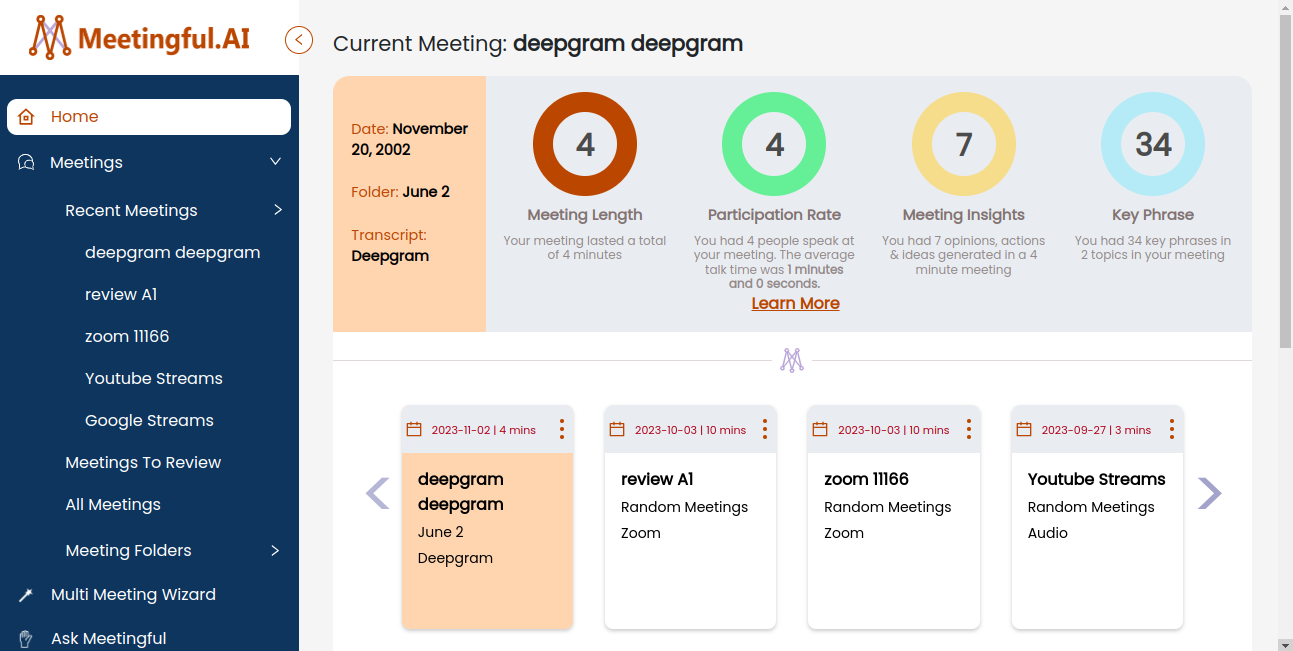 Meetingful.AI
Home
Meetings
Recent Meetings
deepgram deepgram
review A1
zoom 11166
Youtube Streams
Google Streams
Meetings To Review
All Meetings
Meeting Folders
Multi Meeting Wizard
Ask Meetingful
Current Meeting: deepgram deepgram
Date: November
20, 2002
Folder: June 2
Transcript:
Deepgram
4
Meeting Length
Your meeting lasted a total
of 4 minutes
4
Participation Rate
You had 4 people speak at
your meeting. The average
talk time was 1 minutes
and 0 seconds.
Learn More
7
Meeting Insights
You had 7 opinions, actions
& ideas generated in a 4
minute meeting
34
Key Phrase
You had 34 key phrases in
2 topics in your meeting
2023-11-02 | 4 mins
deepgram
deepgram
June 2
Deepgram
2023-10-03 | 10 mins
review A1
Random Meetings
Zoom
2023-10-03 | 10 mins
zoom 11166
Random Meetings
Zoom
2023-09-27 | 3 mins
Youtube Streams
Random Meetings
Audio